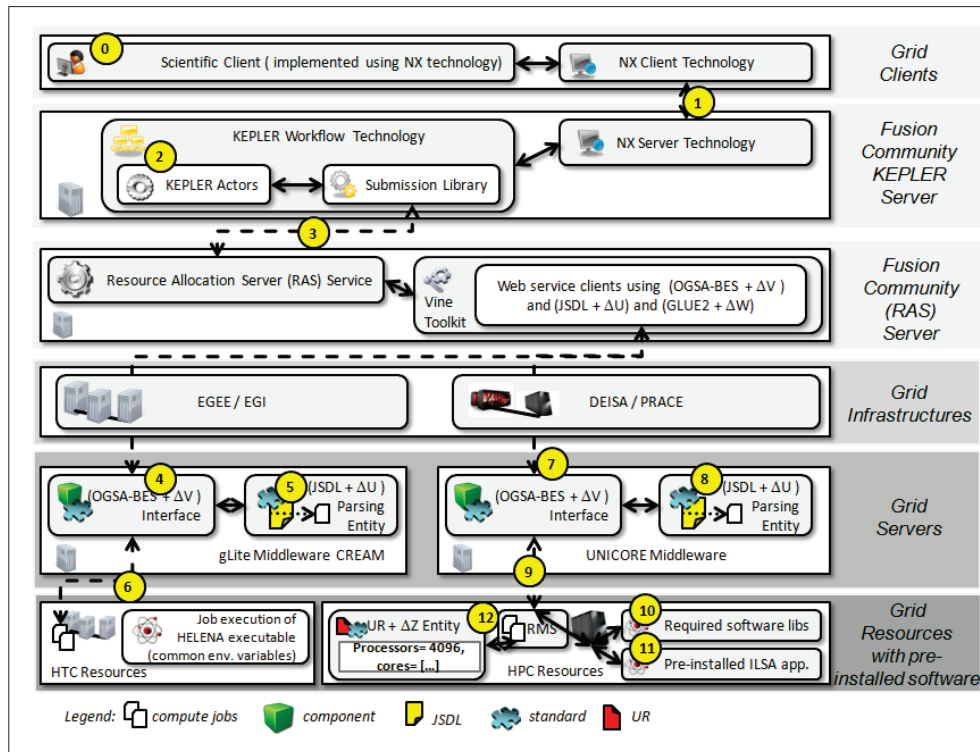 0
Scientific Client ( implemented using NX technology)
NX Client Technology
Grid
Clients
1
KEPLER Workflow Technology
2
KEPLER Actors
Submission Library
NX Server Technology
Fusion
Community
KEPLER
Server
3
Resource Allocation Server (RAS) Service
Vine
Toolkit
Web service clients using (OGSA-BES + ΔV )
and (JSDL + ΔU) and (GLUE2 + ΔW)
Fusion
Community
(RAS)
Server
EGEE / EGI
DEISA / PRACE
Grid
Infrastructures
4
(OGSA-BES + ΔV )
Interface
5
(JSDL + ΔU )
Parsing
Entity
gLite Middleware CREAM
7
(OGSA-BES + ΔV )
Interface
8
(JSDL + ΔU )
Parsing
Entity
UNICORE Middleware
Grid
Servers
6
9
Job execution of
HELENA executable
(common env. variables)
HTC Resources
UR + ΔZ Entity
Processors= 4096,
cores= [...]
12
RMS
HPC Resources
10
Required software libs
11
Pre-installed ILSA app.
Grid
Resources
with pre-
installed software
Legend:
compute jobs
component
JSDL
standard
UR